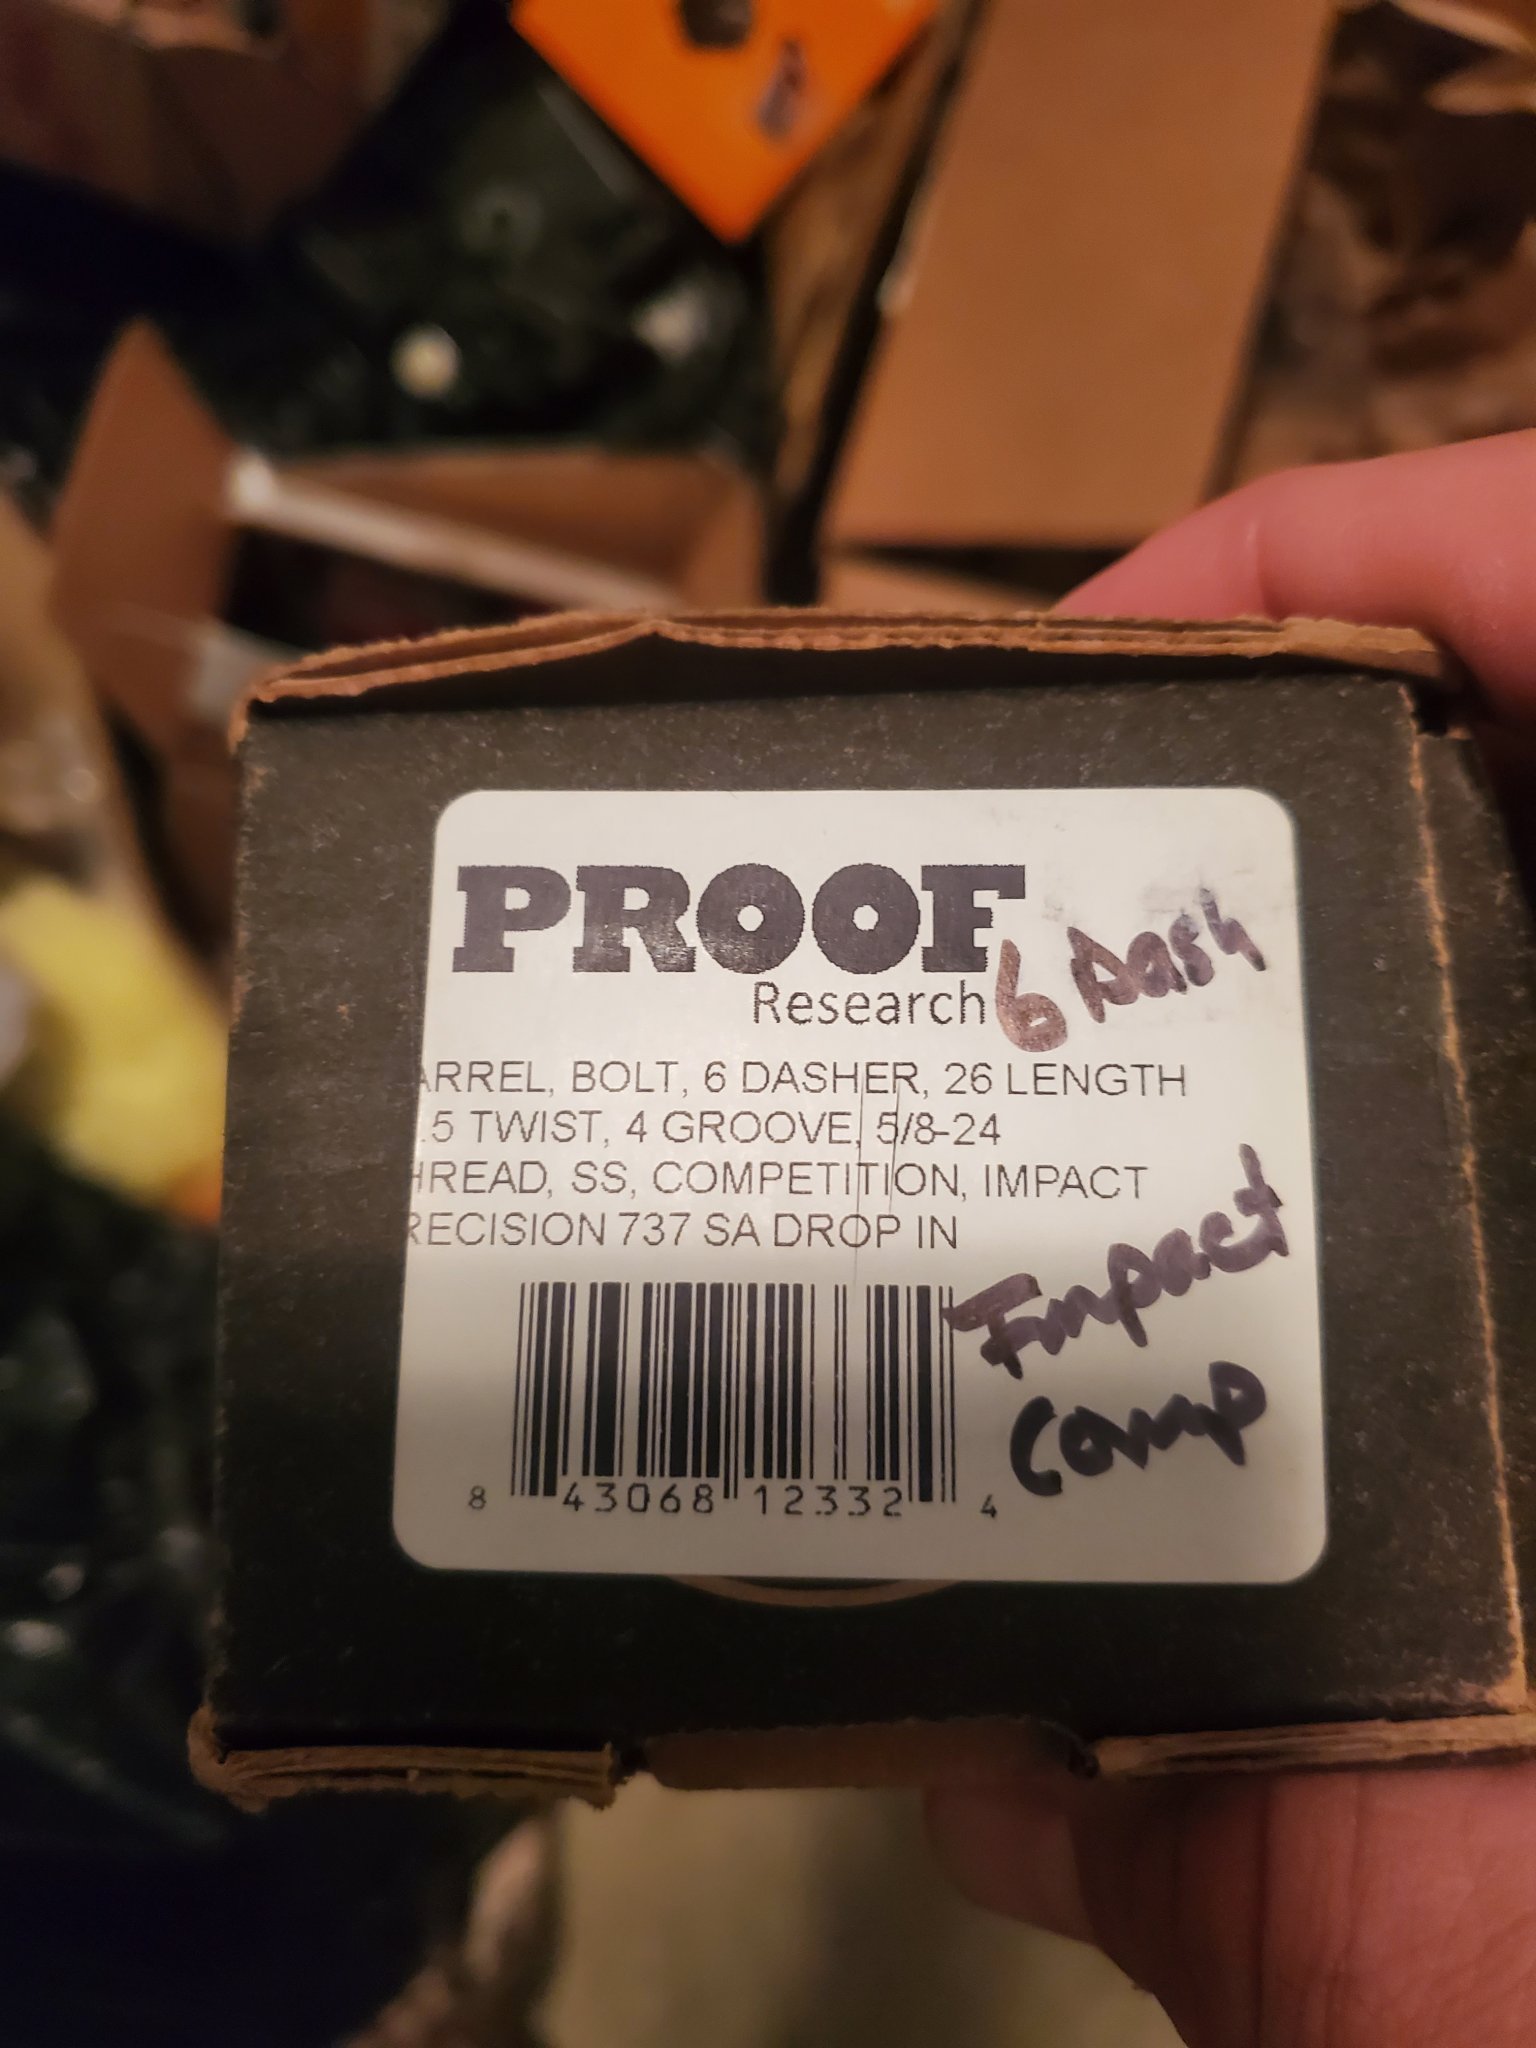 PROOF
Research
6 Dash
ARREL, BOLT, 6 DASHER, 26 LENGTH
.5 TWIST, 4 GROOVE, 5/8-24
HREAD, SS, COMPETITION, IMPACT
RECISION 737 SA DROP IN
Impact
Comp
8 43068 12332 4